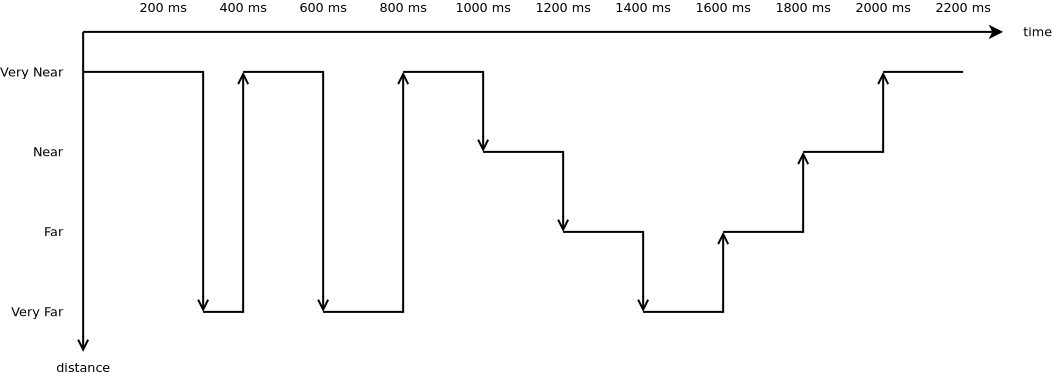 200 ms 400 ms 600 ms 800 ms 1000 ms 1200 ms 1400 ms 1600 ms 1800 ms 2000 ms 2200 ms
time
Very Near
Near
Far
Very Far
distance